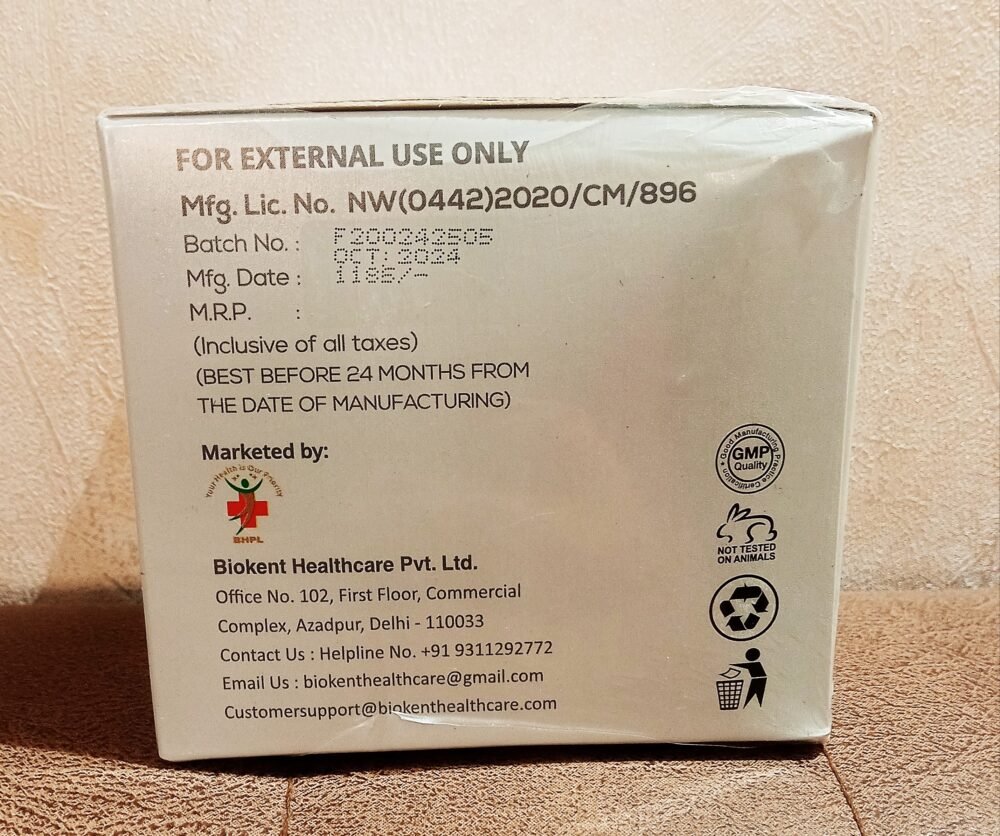 FOR EXTERNAL USE ONLY
Mfg. Lic. No. NW(0442)2020/CM/896
Batch No. : F200242505
Mfg. Date : OCT: 2024
M.R.P. : 1185/-
(Inclusive of all taxes)
(BEST BEFORE 24 MONTHS FROM
THE DATE OF MANUFACTURING)
Marketed by:
Your Health is Our Priority
BHPL
Biokent Healthcare Pvt. Ltd.
Office No. 102, First Floor, Commercial
Complex, Azadpur, Delhi - 110033
Contact Us : Helpline No. +91 9311292772
Email Us : biokenthealthcare@gmail.com
Customersupport@biokenthealthcare.com
Good Manufacturing
GMP
Quality
Practice Certification
NOT TESTED
ON ANIMALS